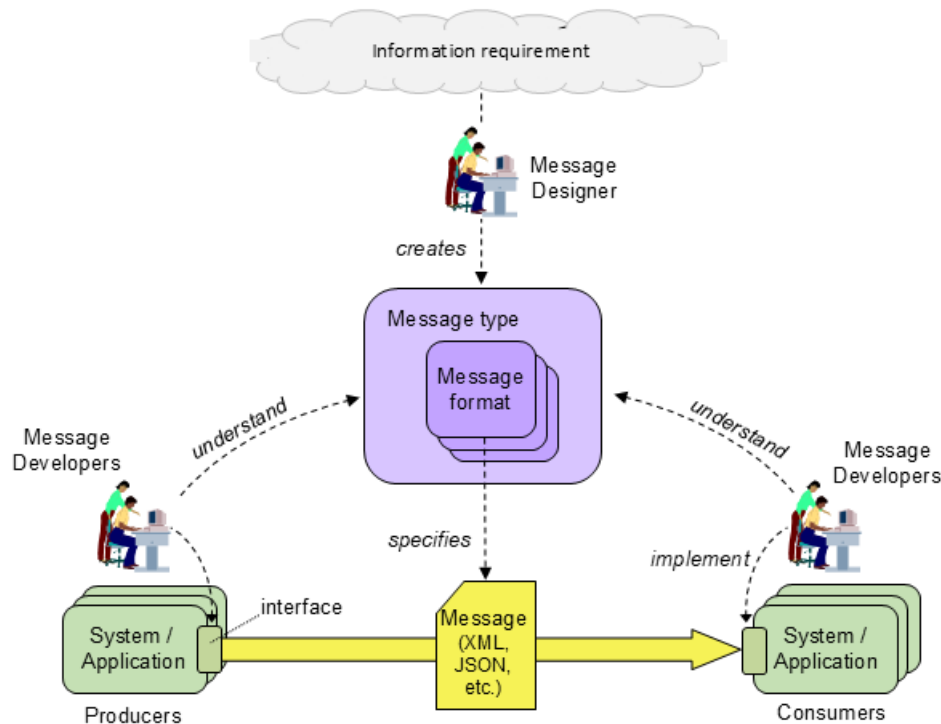 Information requirement
Message
Designer
creates
Message type
Message
format
understand
understand
Message
Developers
Message
Developers
specifies
implement
interface
System /
Application
Message
(XML,
JSON,
etc.)
System /
Application
Producers
Consumers